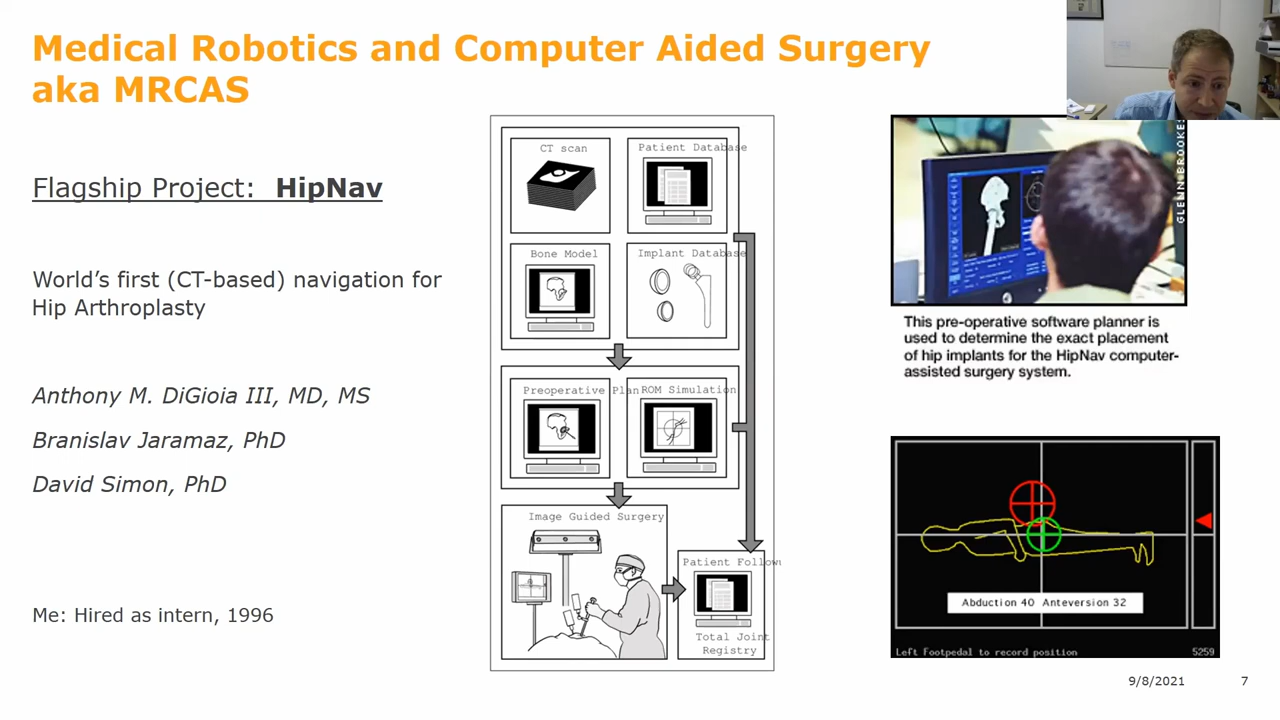 Medical Robotics and Computer Aided Surgery
aka MRCAS
Flagship Project: HipNav
World’s first (CT-based) navigation for
Hip Arthroplasty
Anthony M. DiGioia III, MD, MS
Branislav Jaramaz, PhD
David Simon, PhD
Me: Hired as intern, 1996
CT scan
Patient Database
Bone Model
Implant Database
Preoperative Plan
ROM Simulation
Image Guided Surgery
Patient Follow
Total Joint
Registry
GLENN BROOKES
This pre-operative software planner is
used to determine the exact placement
of hip implants for the HipNav computer-
assisted surgery system.
Abduction 40 Anteversion 32
Left Footpedal to record position
5259
9/8/2021
7